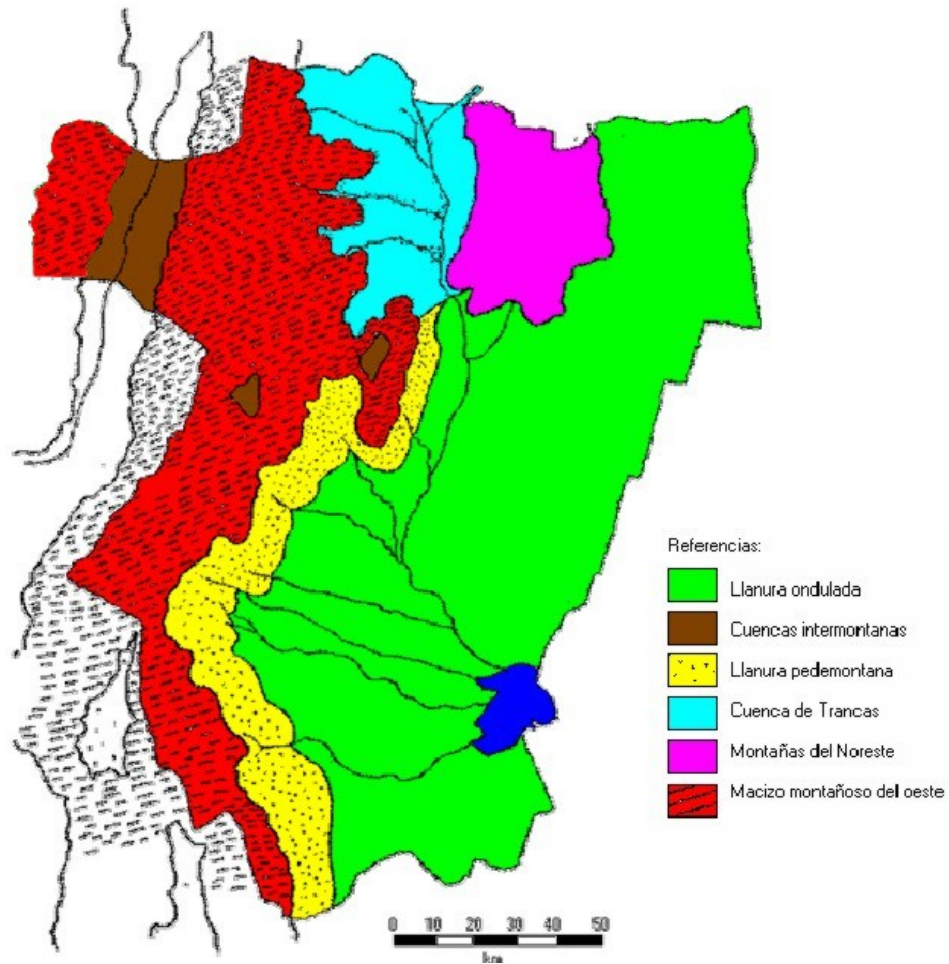 Referencias:
Llanura ondulada
Cuencas intermontanas
Llanura pedemontana
Cuenca de Trancas
Montañas del Noreste
Macizo montañoso del oeste
0 10 20 30 40 50
km